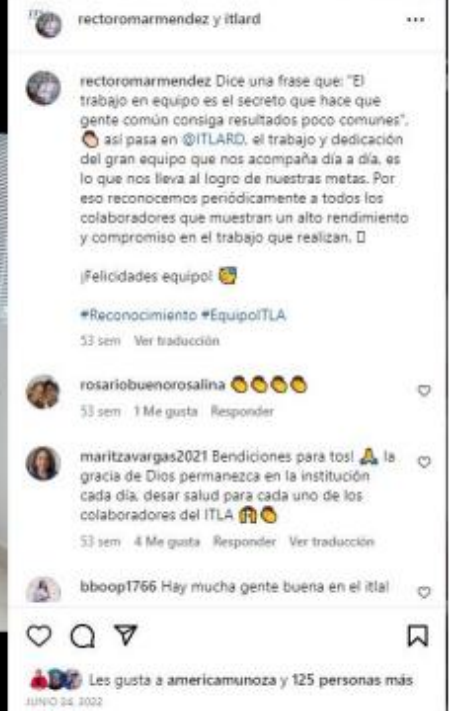 rectoromarmendez y itlard
rectoromarmendez Dice una frase que: "El
trabajo en equipo es el secreto que hace que
gente común consiga resultados poco comunes".
👏 así pasa en @ITLARD, el trabajo y dedicación
del gran equipo que nos acompaña día a día, es
lo que nos lleva al logro de nuestras metas. Por
eso reconocemos periódicamente a todos los
colaboradores que muestran un alto rendimiento
y compromiso en el trabajo que realizan.
¡Felicidades equipo!
#Reconocimiento #EquipoITLA
53 sem Ver traducción
rosariobuenorosalina 👏👏👏👏
53 sem 1 Me gusta Responder
maritzavargas2021 Bendiciones para tos! 🙏 la
gracia de Dios permanezca en la institución
cada día, desar salud para cada uno de los
colaboradores del ITLA 👏
53 sem 4 Me gusta Responder Ver traducción
bboop1766 Hay mucha gente buena en el itla!
Les gusta a americamunoza y 125 personas más
JUNIO 24, 2022